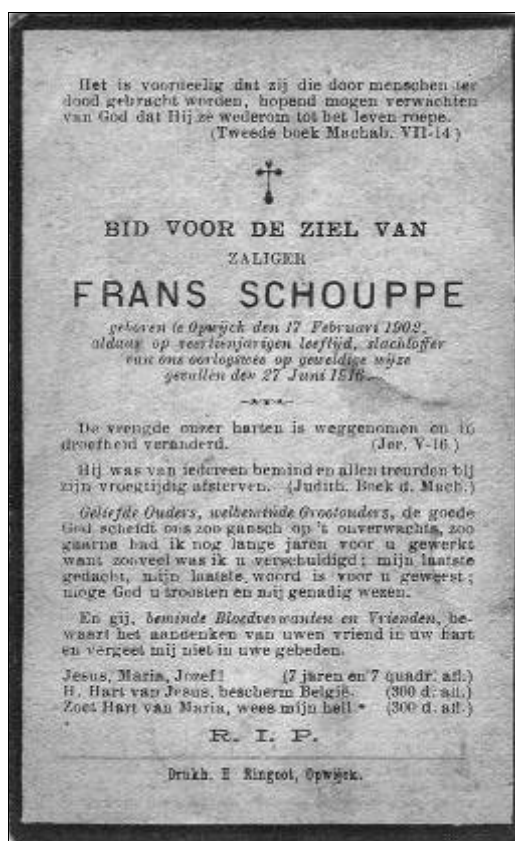 Het is voordeelig dat zij die door menschen ter
dood gebracht worden, hopend mogen verwachten
van God dat Hij ze wederom tot het leven roepe.
(Tweede boek Machab. VII-14)
BID VOOR DE ZIEL VAN
ZALIGER
FRANS SCHOUPPE
geboren te Opwijck den 17 Februari 1902,
aldaar op veertienjarigen leeftijd, slachtoffer
van ons oorlogswee op geweldige wijze
gevallen den 27 Juni 1916.
De vreugde onzer harten is weggenomen en in
droefheid veranderd. (Jer. V-16)
Hij was van iedereen bemind en allen treurden bij
zijn vroegtijdig afsterven. (Judith. Boek d. Mach.)
Geliefde Ouders, welbeminde Grootouders, de goede
God scheidt ons zoo gansch op 't onverwachts, zoo
gaarne had ik nog lange jaren voor u gewerkt
want zooveel was ik u verschuldigd; mijn laatste
gedacht, mijn laatste woord is voor u geweest;
moge God u troosten en mij genadig wezen.
En gij, beminde Bloedverwanten en Vrienden, be-
waart het aandenken van uwen vriend in uw hart
en vergeet mij niet in uwe gebeden.
Jesus, Maria, Jozef! (7 jaren en 7 quadr. afl.)
H. Hart van Jesus, bescherm België. (300 d. afl.)
Zoet Hart van Maria, wees mijn heil. (300 d. afl.)
R. I. P.
Drukk. E Ringoot, Opwijck.